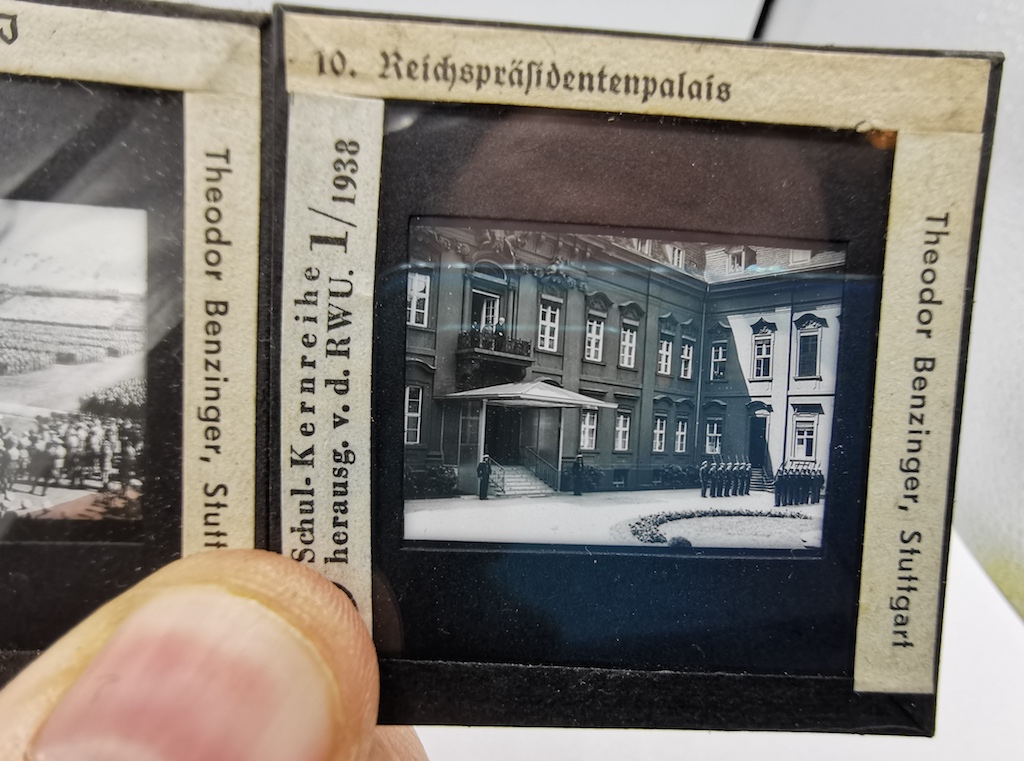 10. Reichspräsidentenpalais
Schul-Kernreihe
herausg. v. d. RWU. 1/1938
Theodor Benzinger, Stuttgart
Theodor Benzinger, Stutt